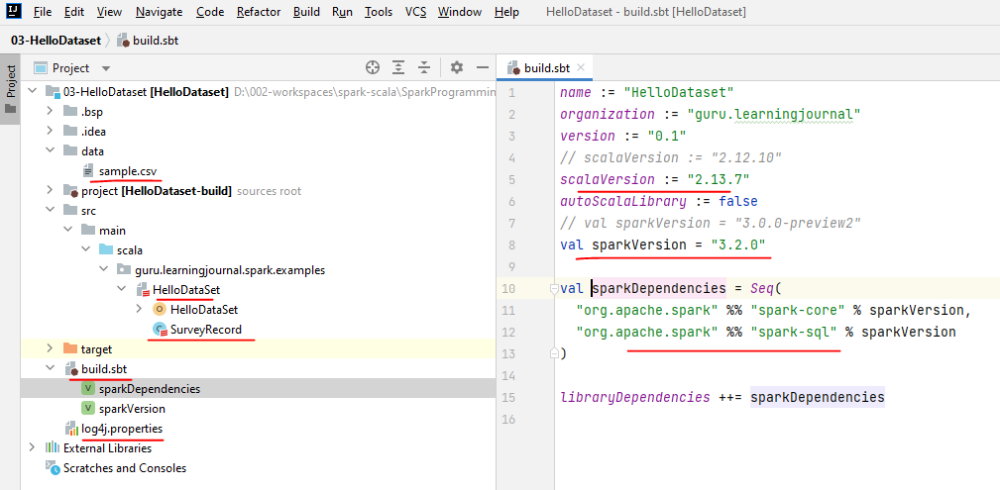 File Edit View Navigate Code Refactor Build Run Tools VCS Window Help HelloDataset - build.sbt [HelloDataset]
03-HelloDataset build.sbt
Project
Project
03-HelloDataset [HelloDataset] D:\002-workspaces\spark-scala\SparkProgramming
.bsp
.idea
data
sample.csv
project [HelloDataset-build] sources root
src
main
scala
guru.learningjournal.spark.examples
HelloDataSet
HelloDataSet
SurveyRecord
target
build.sbt
sparkDependencies
sparkVersion
log4j.properties
External Libraries
Scratches and Consoles
build.sbt
1 name := "HelloDataset"
2 organization := "guru.learningjournal"
3 version := "0.1"
4 // scalaVersion := "2.12.10"
5 scalaVersion := "2.13.7"
6 autoScalaLibrary := false
7 // val sparkVersion = "3.0.0-preview2"
8 val sparkVersion = "3.2.0"
9
10 val sparkDependencies = Seq(
11 "org.apache.spark" %% "spark-core" % sparkVersion,
12 "org.apache.spark" %% "spark-sql" % sparkVersion
13 )
14
15 libraryDependencies ++= sparkDependencies
16